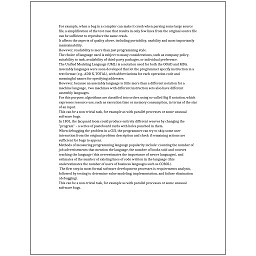 For example, when a bug in a compiler can make it crash when parsing some large source
file, a simplification of the test case that results in only few lines from the original source file
can be sufficient to reproduce the same crash.
It affects the aspects of quality above, including portability, usability and most importantly
maintainability.
However, readability is more than just programming style.
The choice of language used is subject to many considerations, such as company policy,
suitability to task, availability of third-party packages, or individual preference.
The Unified Modeling Language (UML) is a notation used for both the OOAD and MDA.
Assembly languages were soon developed that let the programmer specify instruction in a
text format (e.g., ADD X, TOTAL), with abbreviations for each operation code and
meaningful names for specifying addresses.
However, because an assembly language is little more than a different notation for a
machine language, two machines with different instruction sets also have different
assembly languages.
For this purpose, algorithms are classified into orders using so-called Big O notation, which
expresses resource use, such as execution time or memory consumption, in terms of the size
of an input.
This can be a non-trivial task, for example as with parallel processes or some unusual
software bugs.
In 1801, the Jacquard loom could produce entirely different weaves by changing the
"program" – a series of pasteboard cards with holes punched in them.
When debugging the problem in a GUI, the programmer can try to skip some user
interaction from the original problem description and check if remaining actions are
sufficient for bugs to appear.
Methods of measuring programming language popularity include: counting the number of
job advertisements that mention the language, the number of books sold and courses
teaching the language (this overestimates the importance of newer languages), and
estimates of the number of existing lines of code written in the language (this
underestimates the number of users of business languages such as COBOL).
The first step in most formal software development processes is requirements analysis,
followed by testing to determine value modeling, implementation, and failure elimination
(debugging).
This can be a non-trivial task, for example as with parallel processes or some unusual
software bugs.